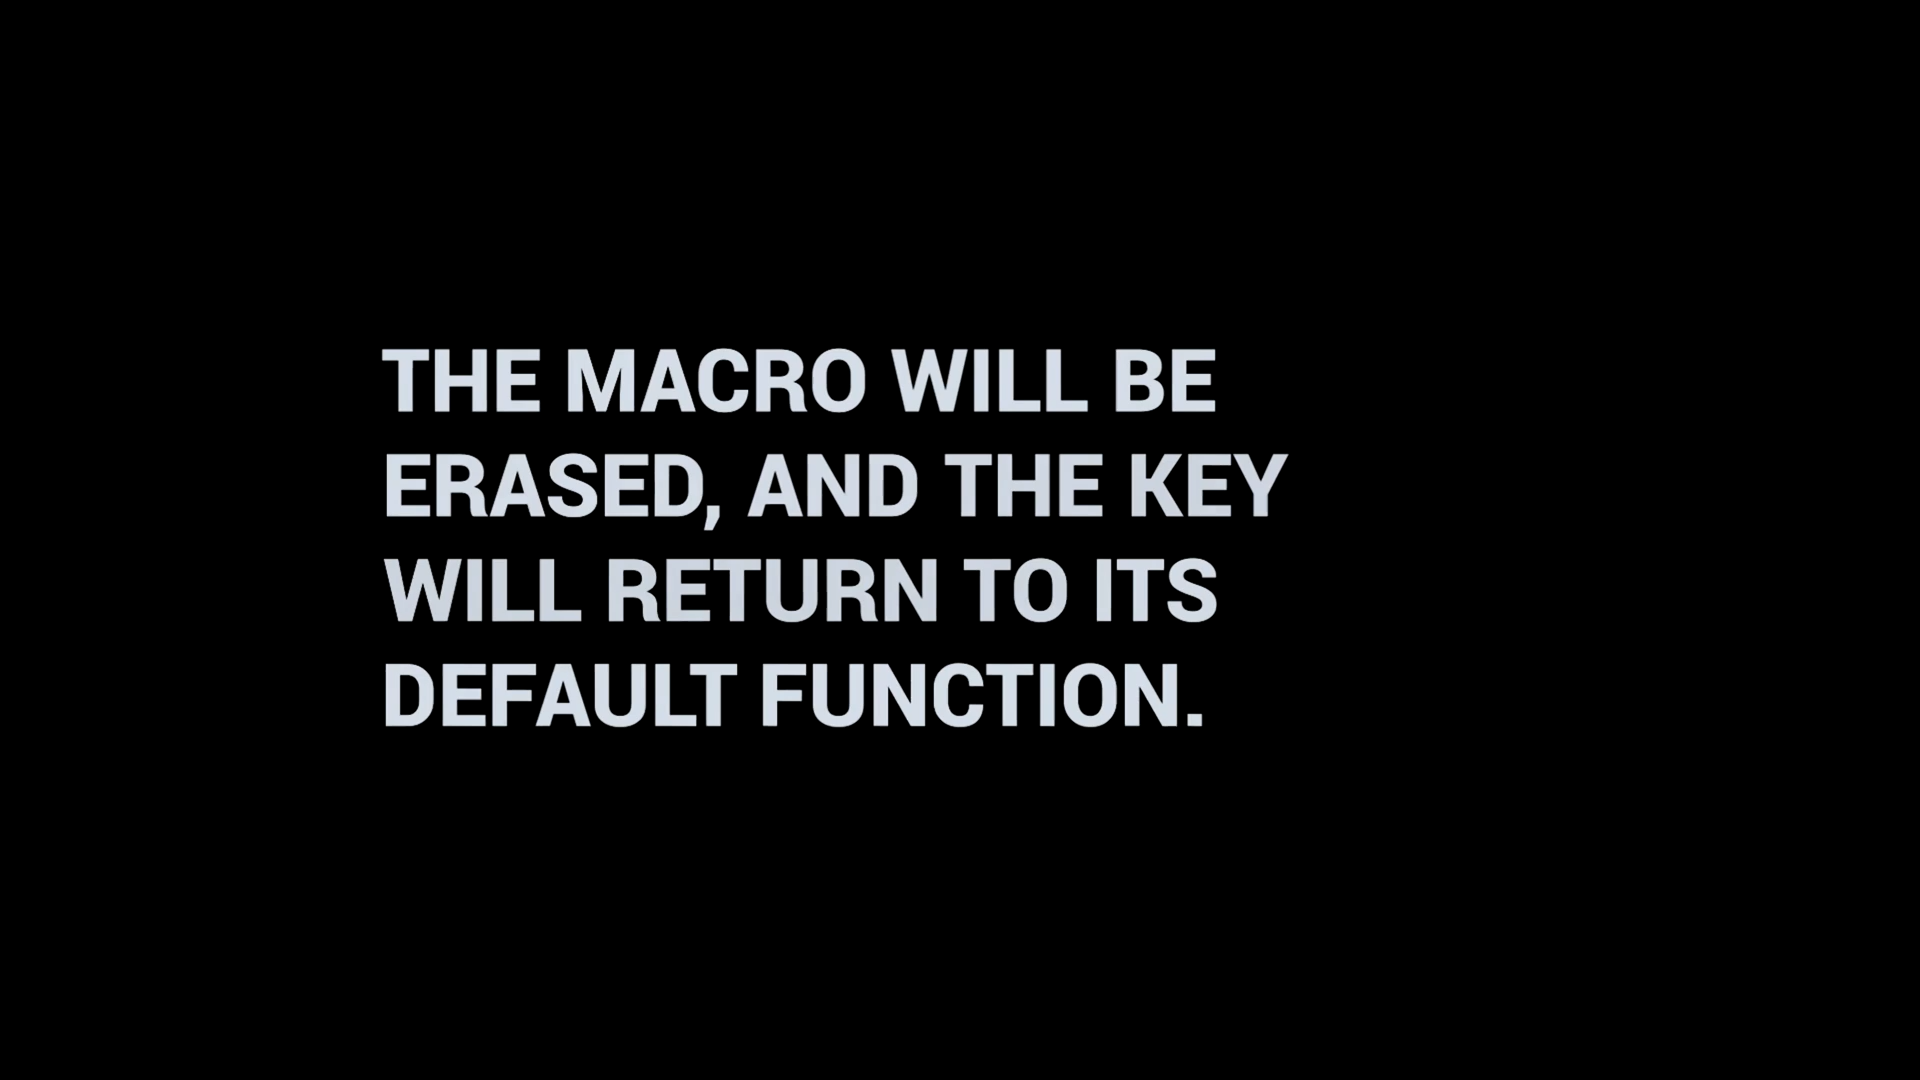 THE MACRO WILL BE
ERASED, AND THE KEY
WILL RETURN TO ITS
DEFAULT FUNCTION.